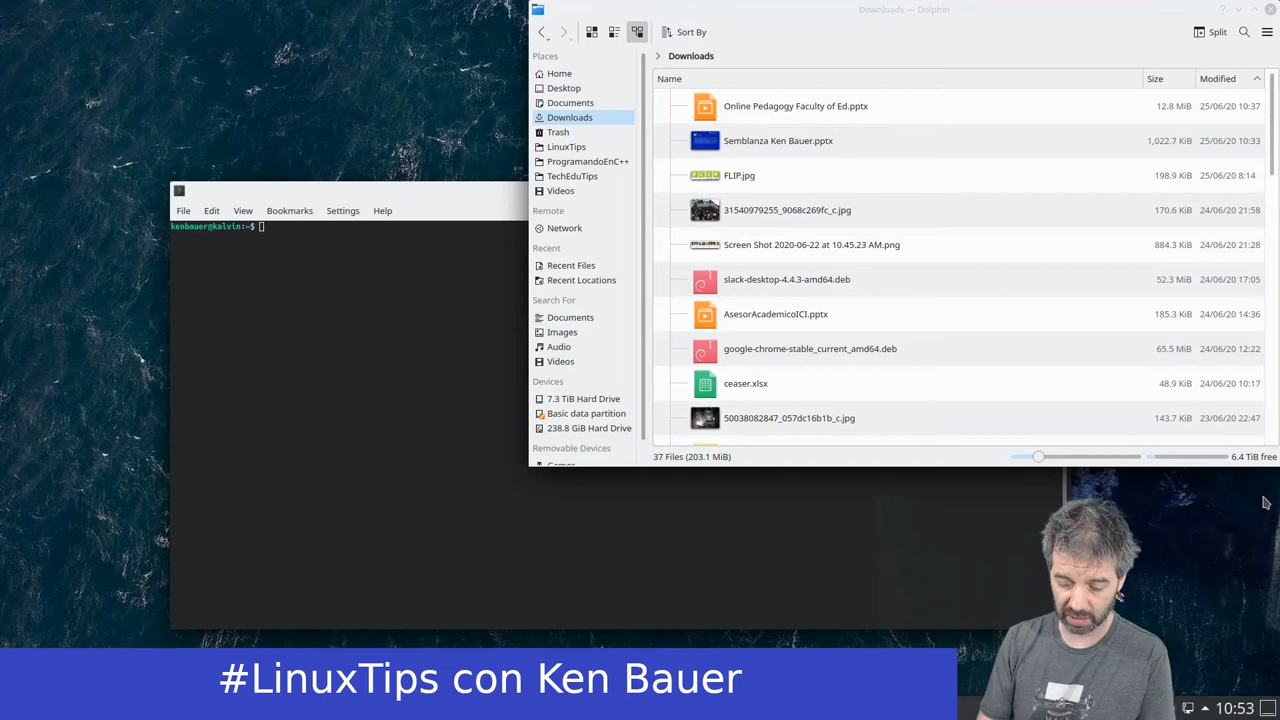 Downloads — Dolphin
Sort By
Split
Places
Home
Desktop
Documents
Downloads
Trash
LinuxTips
ProgramandoEnC++
TechEduTips
Videos
Remote
Network
Recent
Recent Files
Recent Locations
Search For
Documents
Images
Audio
Videos
Devices
7.3 TiB Hard Drive
Basic data partition
238.8 GiB Hard Drive
Removable Devices
Games
Downloads
Name Size Modified
Online Pedagogy Faculty of Ed.pptx 12.8 MiB 25/06/20 10:37
Semblanza Ken Bauer.pptx 1,022.7 KiB 25/06/20 10:33
FLIP.jpg 198.9 KiB 25/06/20 8:14
31540979255_9068c269fc_c.jpg 170.6 KiB 24/06/20 21:58
Screen Shot 2020-06-22 at 10.45.23 AM.png 884.3 KiB 24/06/20 21:28
slack-desktop-4.4.3-amd64.deb 52.3 MiB 24/06/20 17:05
AsesorAcademicoICI.pptx 185.3 KiB 24/06/20 14:36
google-chrome-stable_current_amd64.deb 65.5 MiB 24/06/20 12:22
ceaser.xlsx 48.9 KiB 24/06/20 10:17
50038082847_057dc16b1b_c.jpg 143.7 KiB 23/06/20 22:47
37 Files (203.1 MiB) 6.4 TiB free
File Edit View Bookmarks Settings Help
kenbauer@kalvin:~$
#LinuxTips con Ken Bauer
10:53